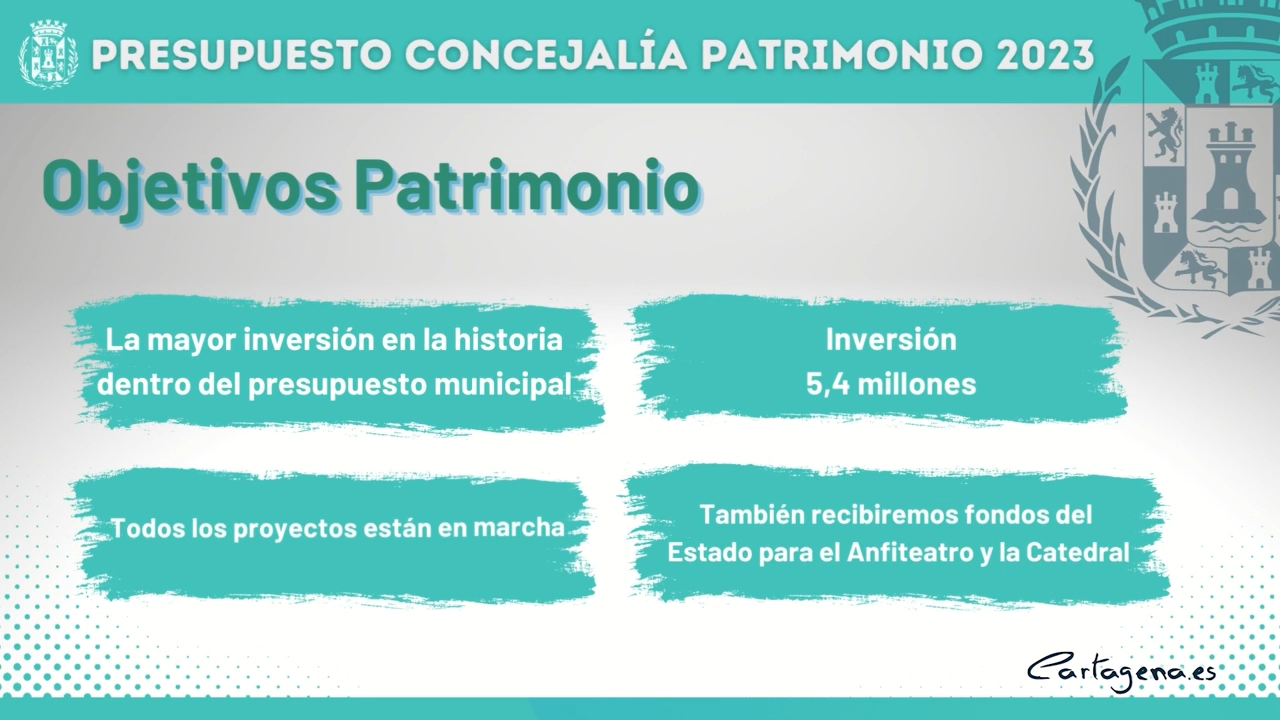 PRESUPUESTO CONCEJALÍA PATRIMONIO 2023
Objetivos Patrimonio
La mayor inversión en la historia
dentro del presupuesto municipal
Inversión
5,4 millones
Todos los proyectos están en marcha
También recibiremos fondos del
Estado para el Anfiteatro y la Catedral
Cartagena.es